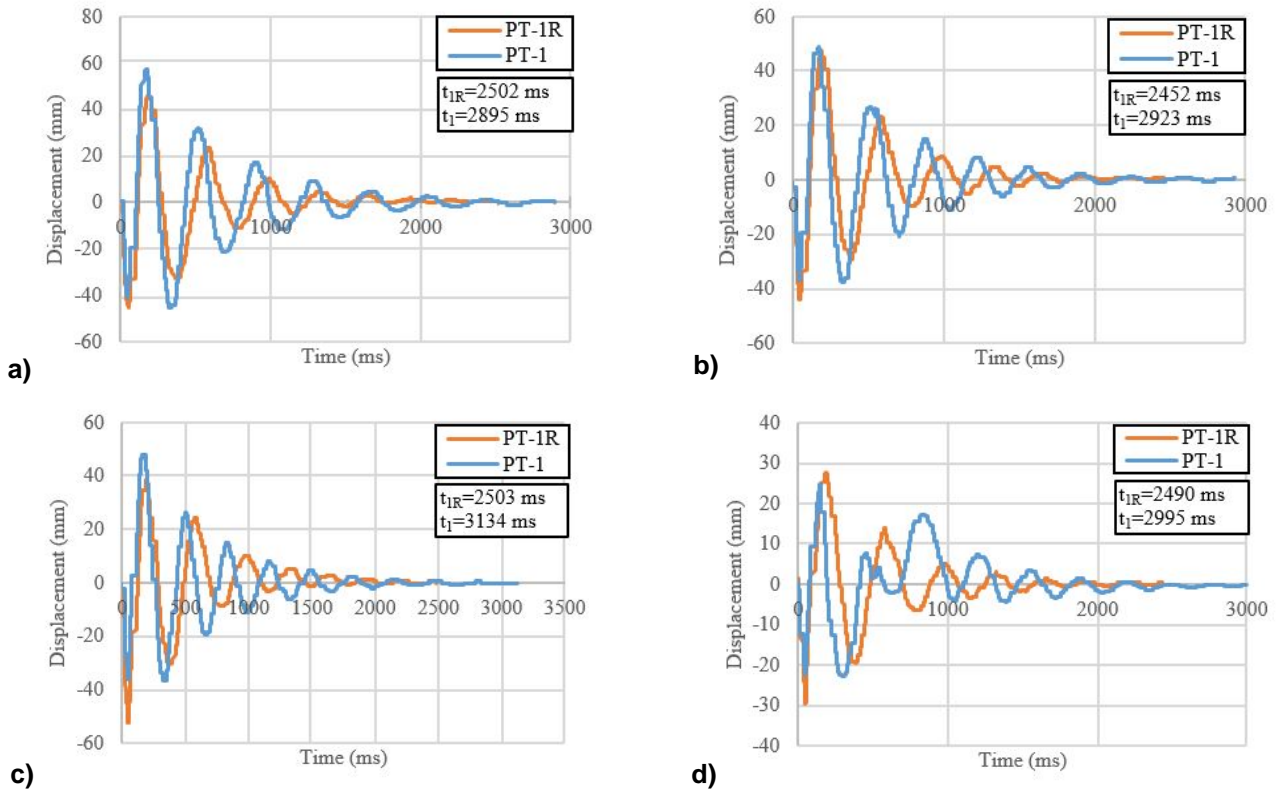 80
60
40
20
0
-20
-40
-60
0
1000
2000
3000
Displacement (mm)
Time (ms)
PT-1R
PT-1
t1R=2502 ms
t1=2895 ms
a)
60
40
20
0
-20
-40
-60
0
1000
2000
3000
Displacement (mm)
Time (ms)
PT-1R
PT-1
t1R=2452 ms
t1=2923 ms
b)
60
40
20
0
-20
-40
-60
0
500
1000
1500
2000
2500
3000
3500
Displacement (mm)
Time (ms)
PT-1R
PT-1
t1R=2503 ms
t1=3134 ms
c)
40
30
20
10
0
-10
-20
-30
-40
0
1000
2000
3000
Displacement (mm)
Time (ms)
PT-1R
PT-1
t1R=2490 ms
t1=2995 ms
d)